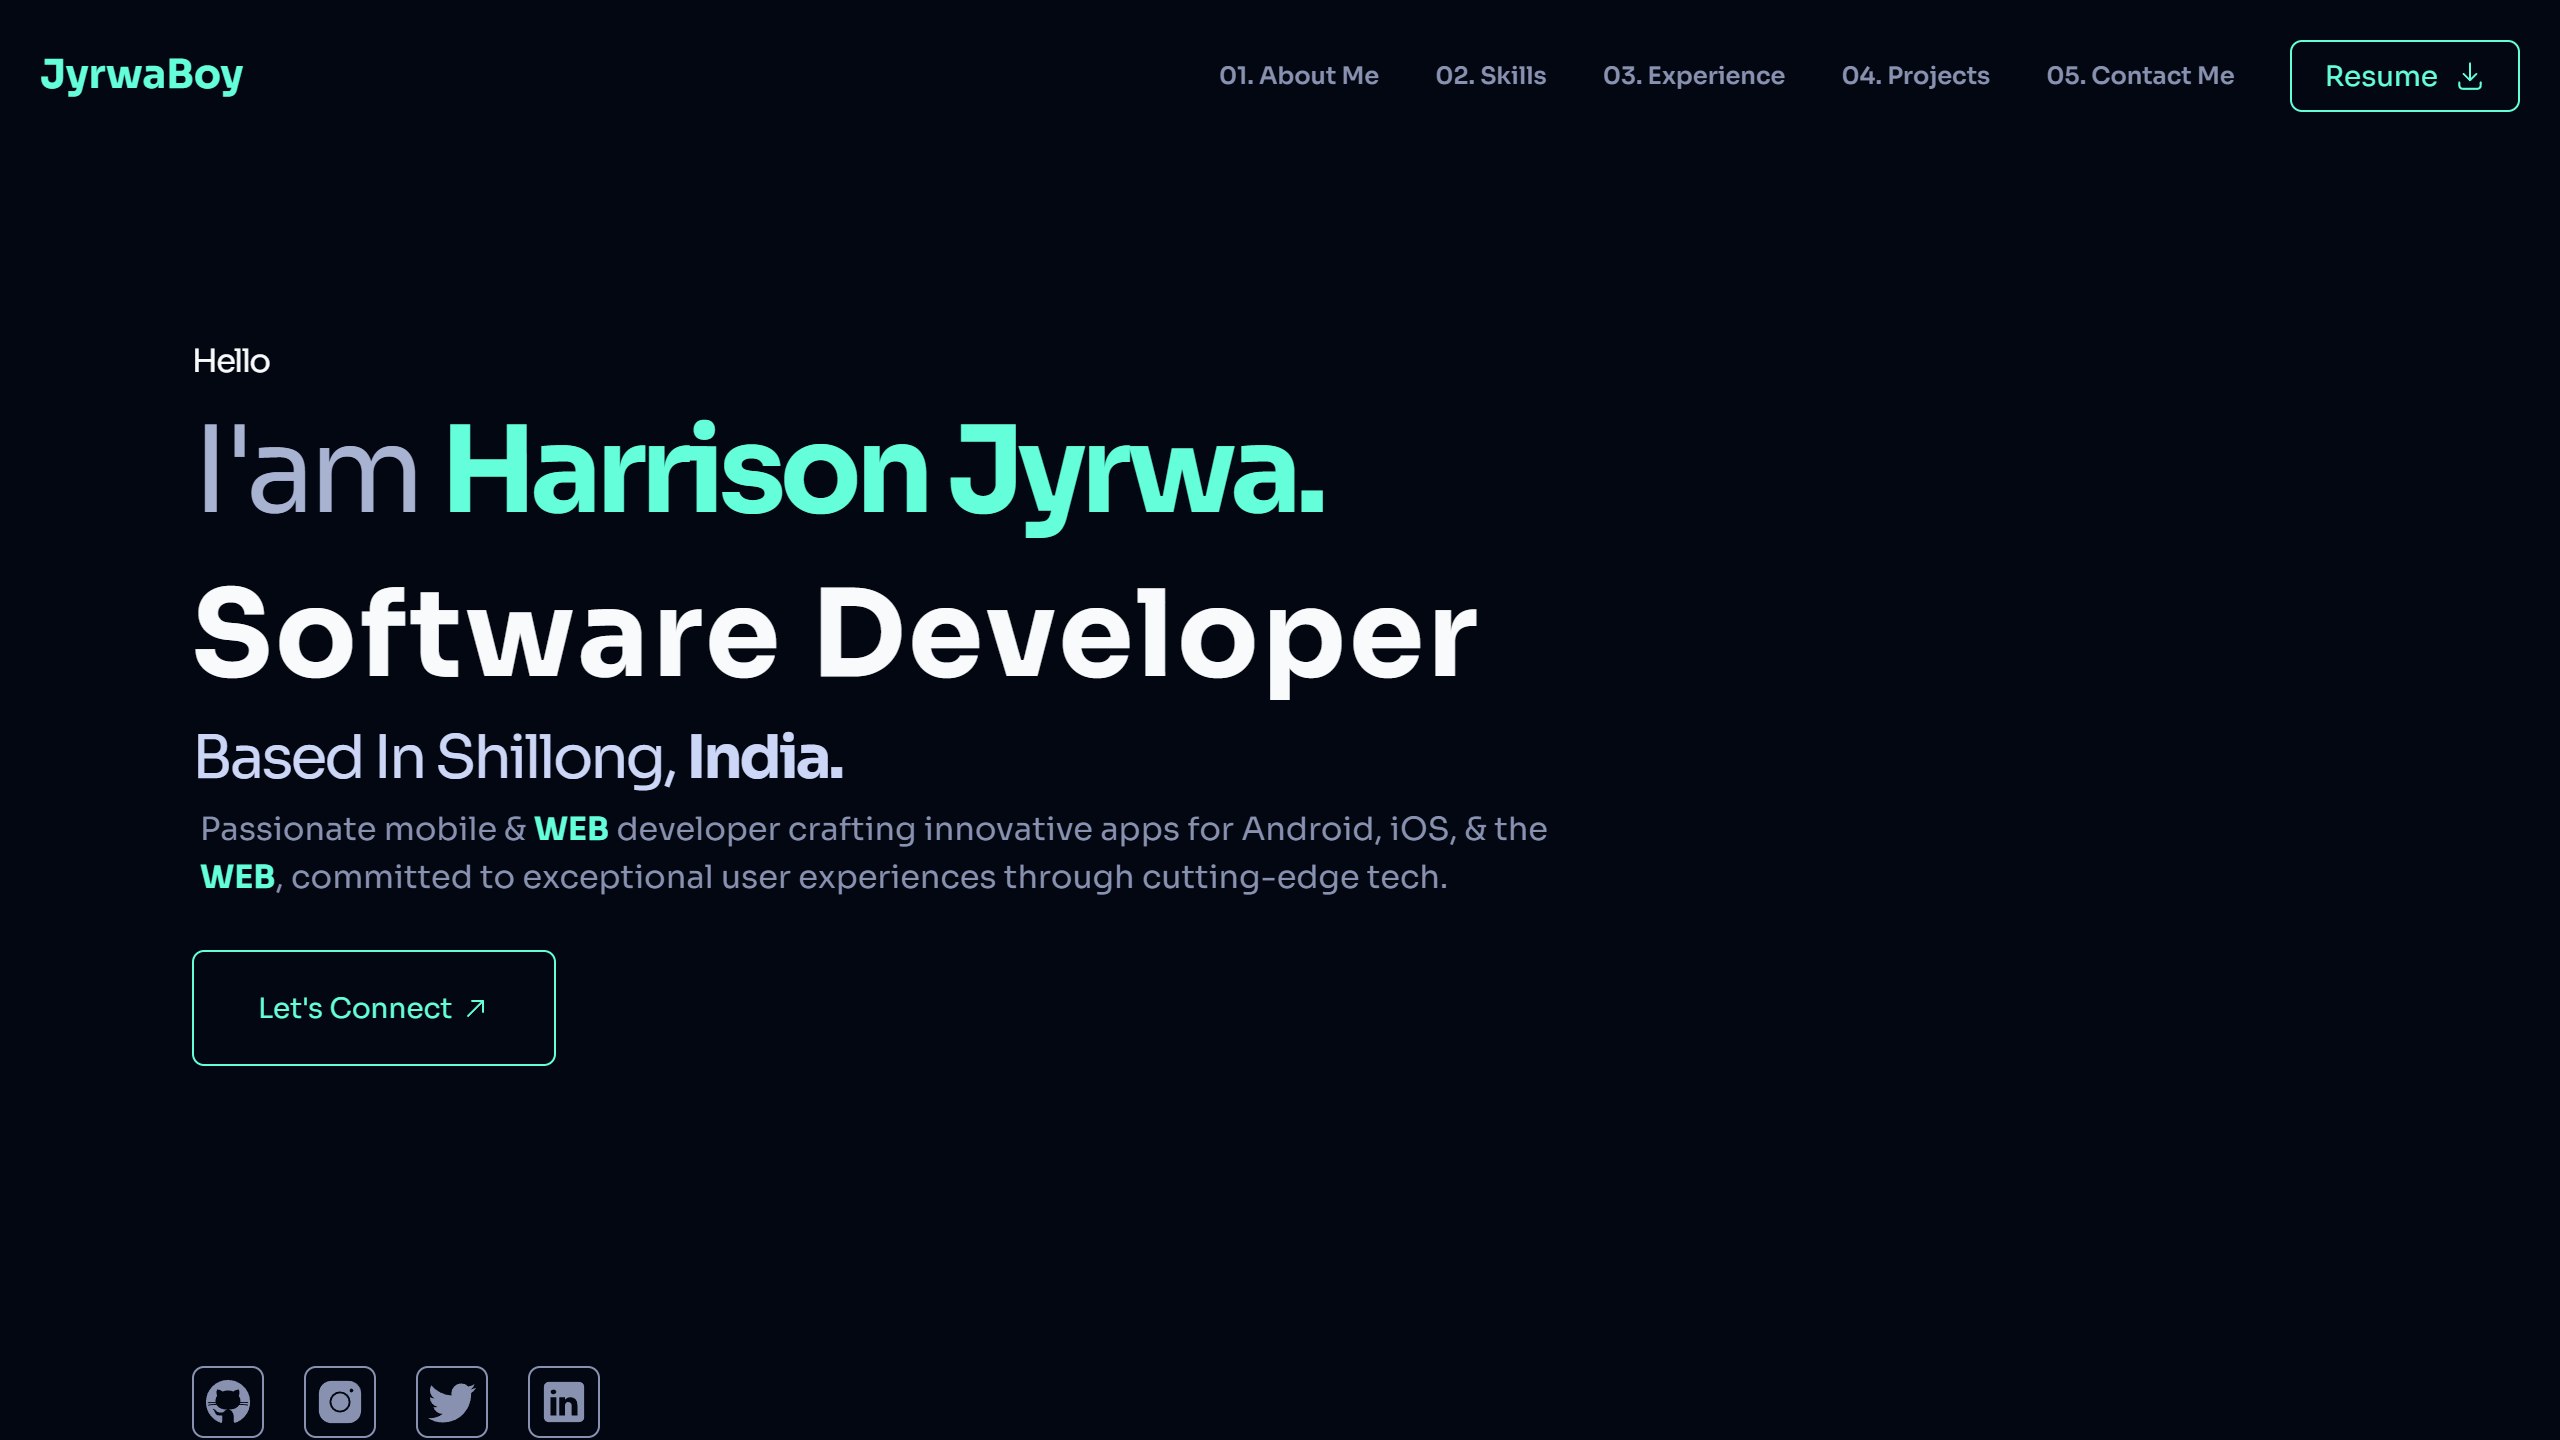 JyrwaBoy
01. About Me
02. Skills
03. Experience
04. Projects
05. Contact Me
Resume
Hello
I'am Harrison Jyrwa.
Software Developer
Based In Shillong, India.
Passionate mobile & WEB developer crafting innovative apps for Android, iOS, & the
WEB, committed to exceptional user experiences through cutting-edge tech.
Let's Connect
in